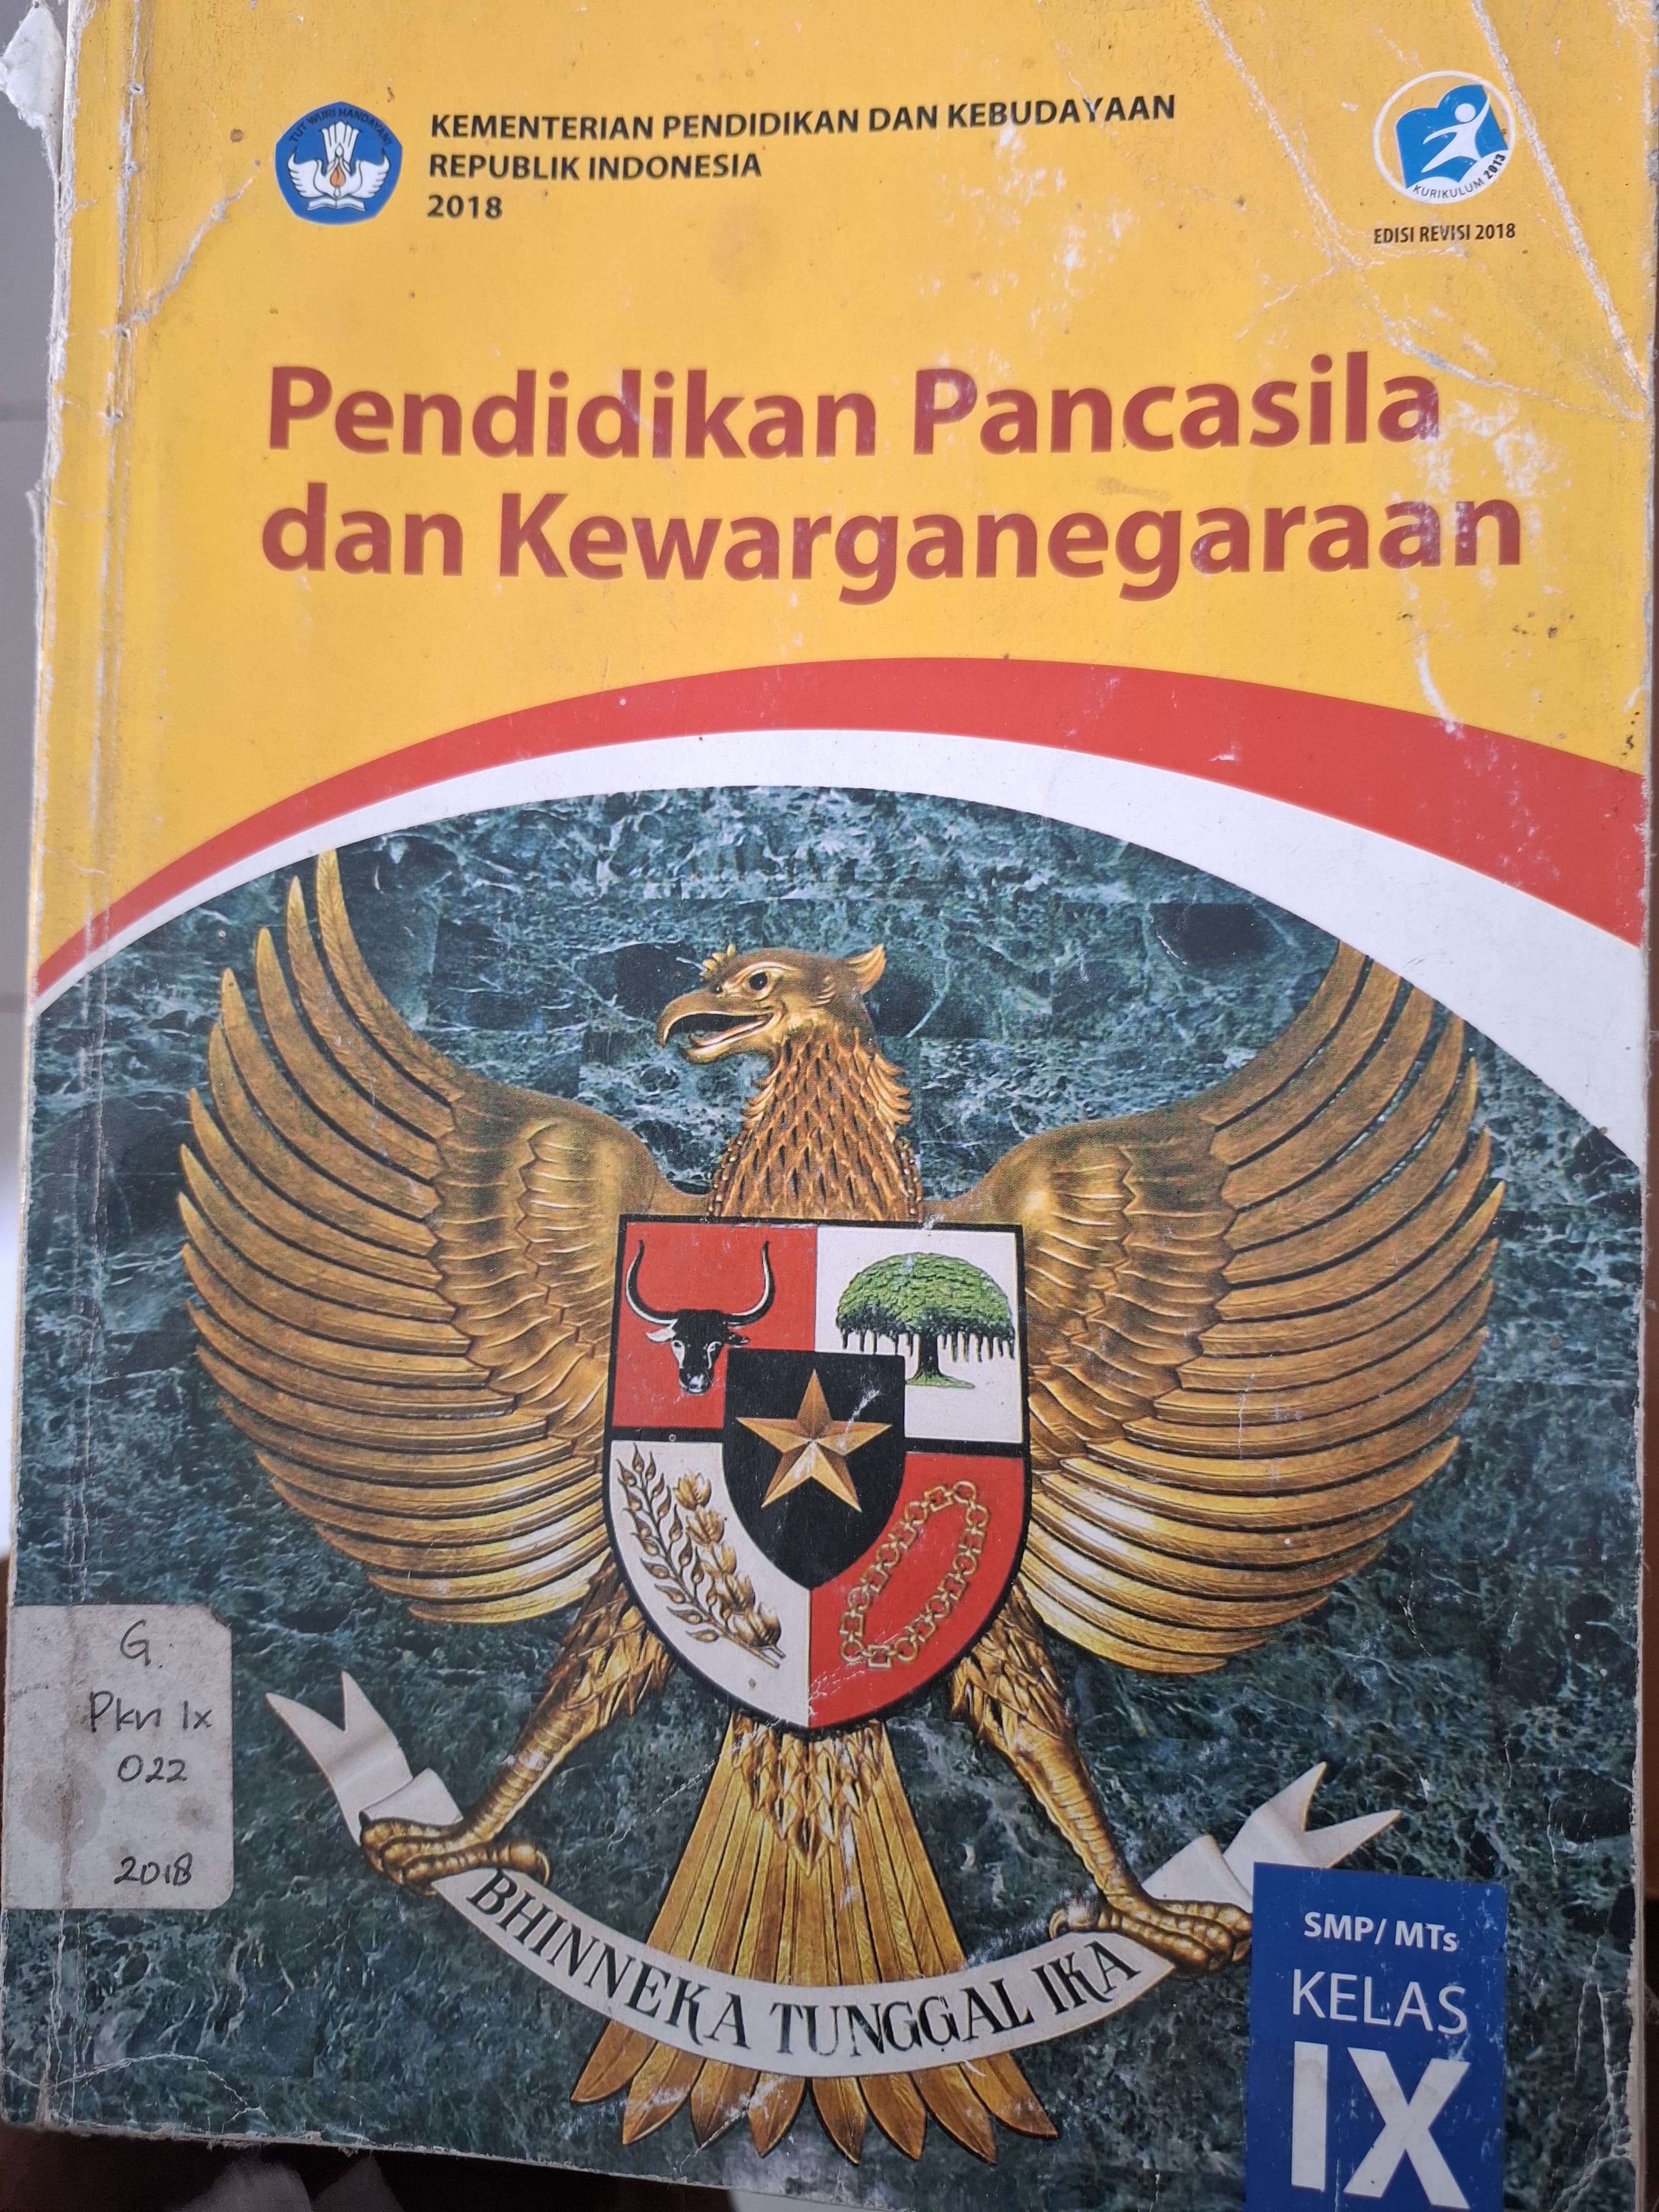 TUT WURI HANDAYANI
KEMENTERIAN PENDIDIKAN DAN KEBUDAYAAN
REPUBLIK INDONESIA
2018
KURIKULUM 2013
EDISI REVISI 2018
Pendidikan Pancasila
dan Kewarganegaraan
G.
Pkn Ix
022
2018
BHINNEKA TUNGGAL IKA
SMP/ MTs
KELAS
IX